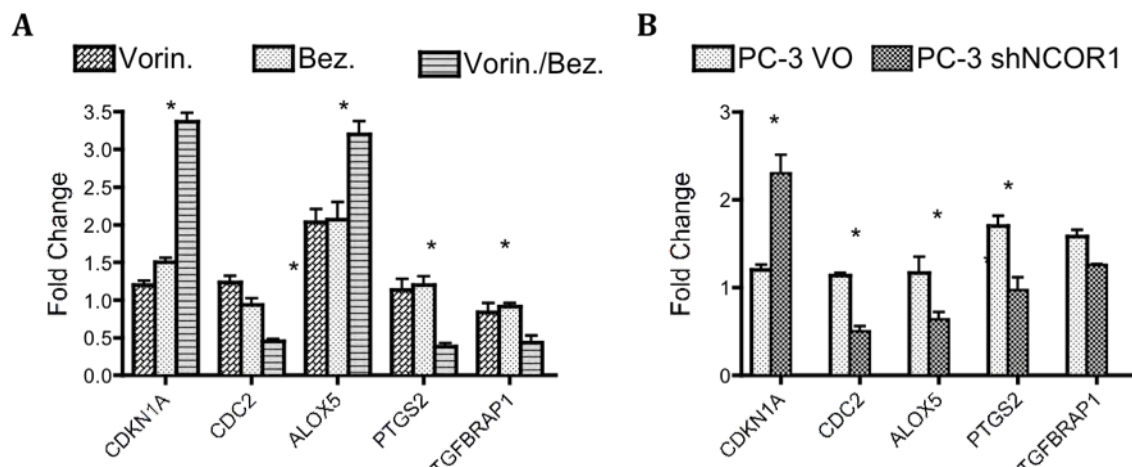 A
Vorin. Bez. Vorin./Bez.
Fold Change
3.5
3.0
2.5
2.0
1.5
1.0
0.5
0.0
* * * * *
CDKN1A
CDC2
ALOX5
PTGS2
TGFBRAP1
B
PC-3 VO PC-3 shNCOR1
Fold Change
3
2
1
0
* * * *
CDKN1A
CDC2
ALOX5
PTGS2
TGFBRAP1